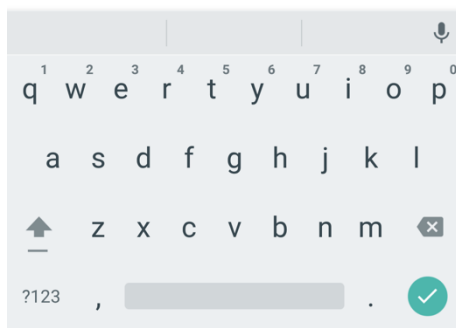 1 2 3 4 5 6 7 8 9 0
q w e r t y u i o p
a s d f g h j k l
z x c v b n m
?123 , .